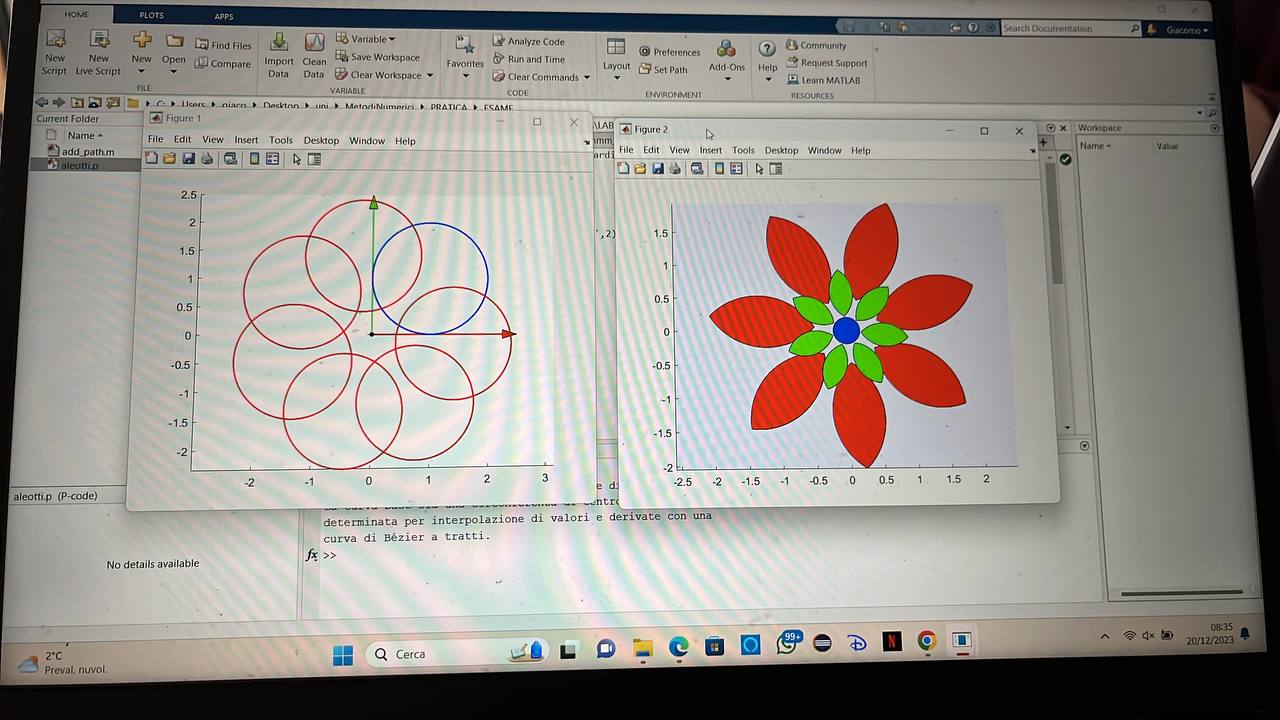 HOME PLOTS APPS
Search Documentation
Giacomo
New Script
New Live Script
New
Open
Find Files
Compare
FILE
Import Data
Clean Data
Variable
Save Workspace
Clear Workspace
VARIABLE
Favorites
Analyze Code
Run and Time
Clear Commands
CODE
Layout
Preferences
Set Path
Add-Ons
ENVIRONMENT
Help
Community
Request Support
Learn MATLAB
RESOURCES
C: Users giaco Desktop uni MetodiNumerici PRATICA ESAME
Current Folder
Name
add_path.m
aleotti.p
Figure 1
File Edit View Insert Tools Desktop Window Help
2.5
2
1.5
1
0.5
0
-0.5
-1
-1.5
-2
-2 -1 0 1 2 3
\LAB
',2)
Figure 2
File Edit View Insert Tools Desktop Window Help
1.5
1
0.5
0
-0.5
-1
-1.5
-2
-2.5 -2 -1.5 -1 -0.5 0 0.5 1 1.5 2
Workspace
Name Value
aleotti.p (P-code)
No details available
determinata per interpolazione di valori e derivate con una
curva di Bézier a tratti.
fx >>
2°C
Preval. nuvol.
Cerca
99+
N
08:35
20/12/2023